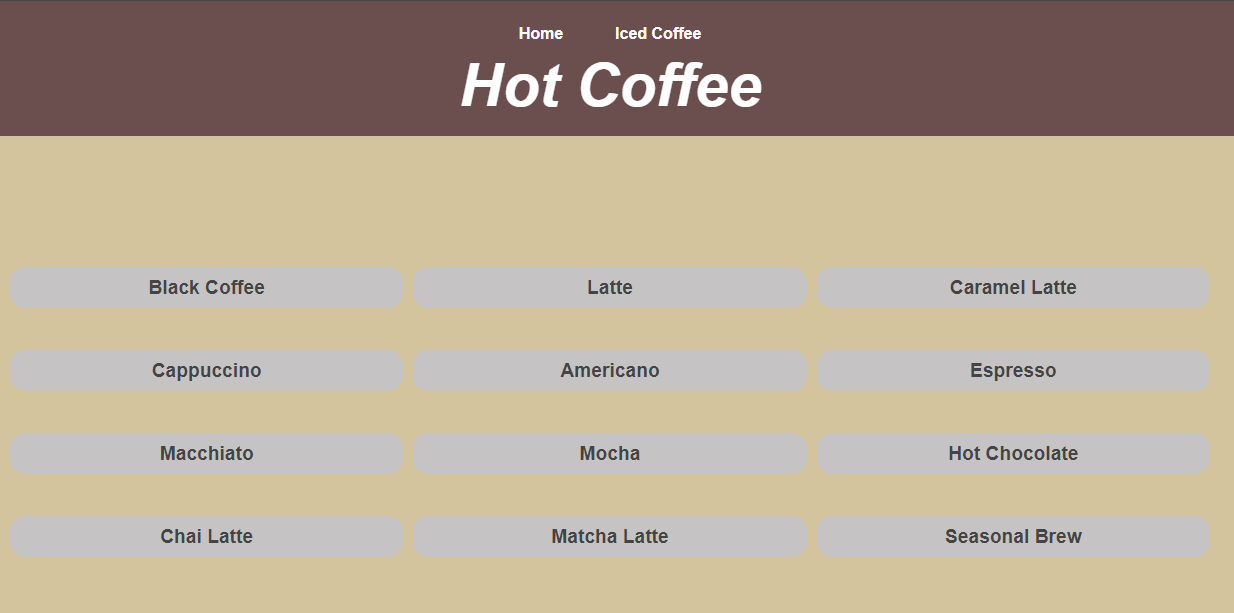 Home Iced Coffee
Hot Coffee
Black Coffee Latte Caramel Latte
Cappuccino Americano Espresso
Macchiato Mocha Hot Chocolate
Chai Latte Matcha Latte Seasonal Brew